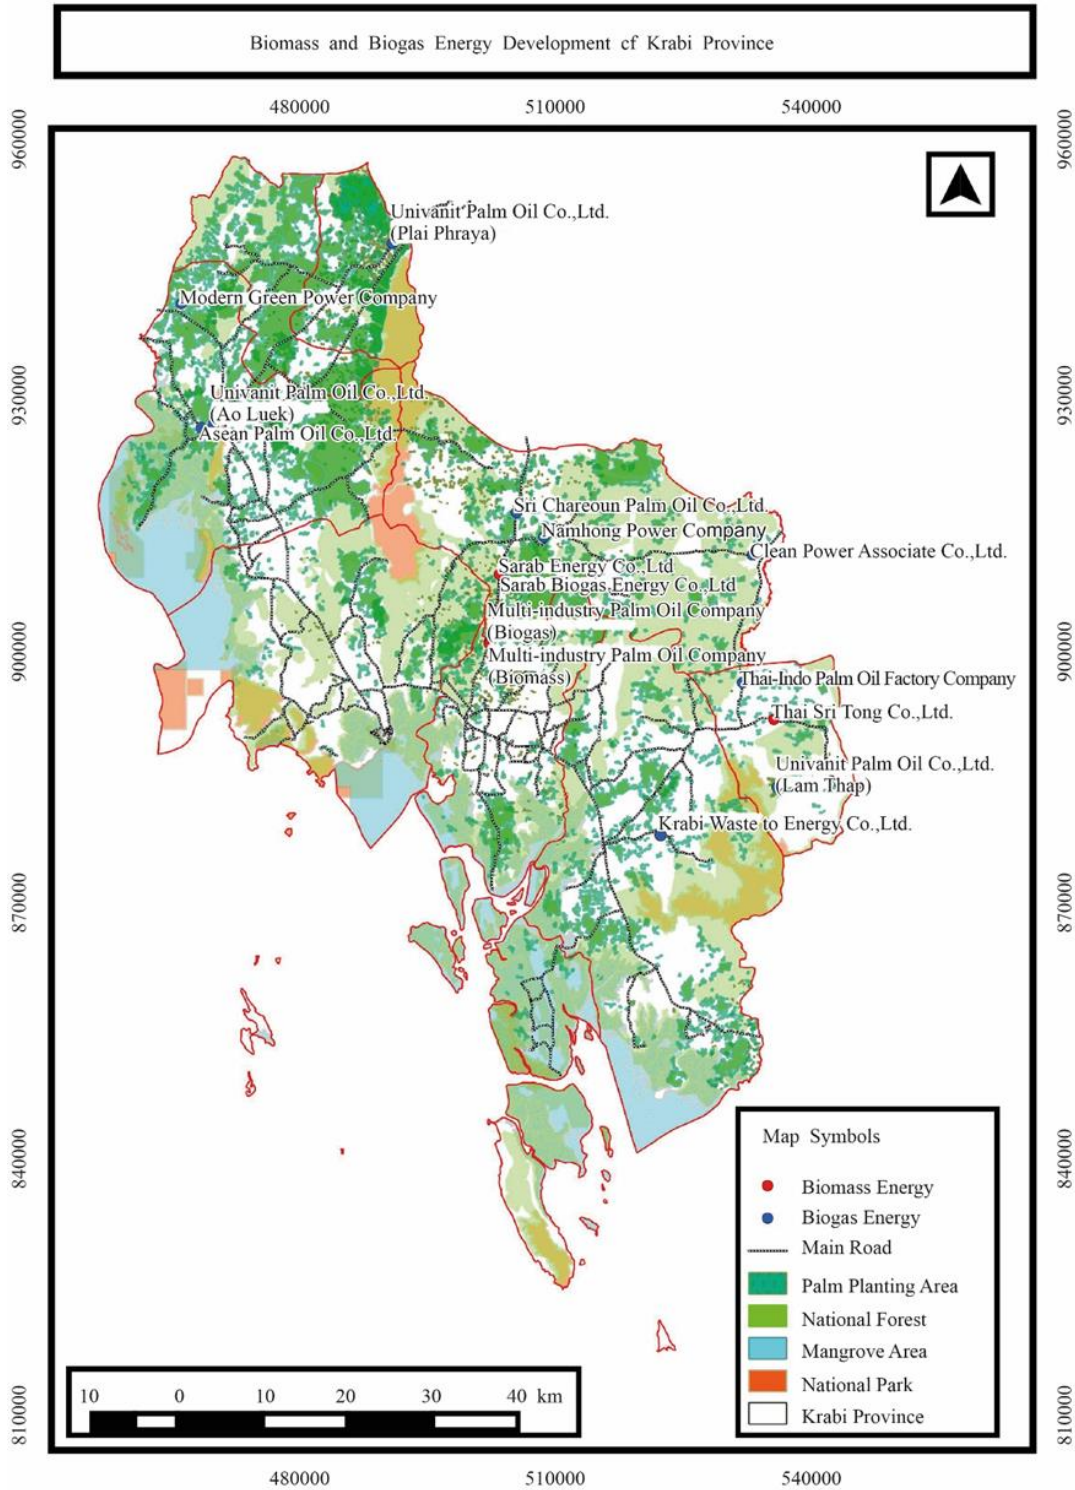 Biomass and Biogas Energy Development cf Krabi Province
480000 510000 540000
960000 960000
Univanit Palm Oil Co.,Ltd.
(Plai Phraya)
Modern Green Power Company
930000 930000
Univanit Palm Oil Co.,Ltd.
(Ao Luek)
Asean Palm Oil Co.,Ltd.
Sri Chareoun Palm Oil Co.,Ltd.
Namhong Power Company
Clean Power Associate Co.,Ltd.
Sarab Energy Co.,Ltd
Sarab Biogas Energy Co.,Ltd
Multi-industry Palm Oil Company
(Biogas)
900000 900000
Multi-industry Palm Oil Company
(Biomass)
Thai-Indo Palm Oil Factory Company
Thai Sri Tong Co.,Ltd.
Univanit Palm Oil Co.,Ltd.
(Lam Thap)
Krabi Waste to Energy Co.,Ltd.
870000 870000
840000 840000
Map Symbols
Biomass Energy
Biogas Energy
Main Road
Palm Planting Area
National Forest
Mangrove Area
National Park
Krabi Province
10 0 10 20 30 40 km
810000 810000
480000 510000 540000